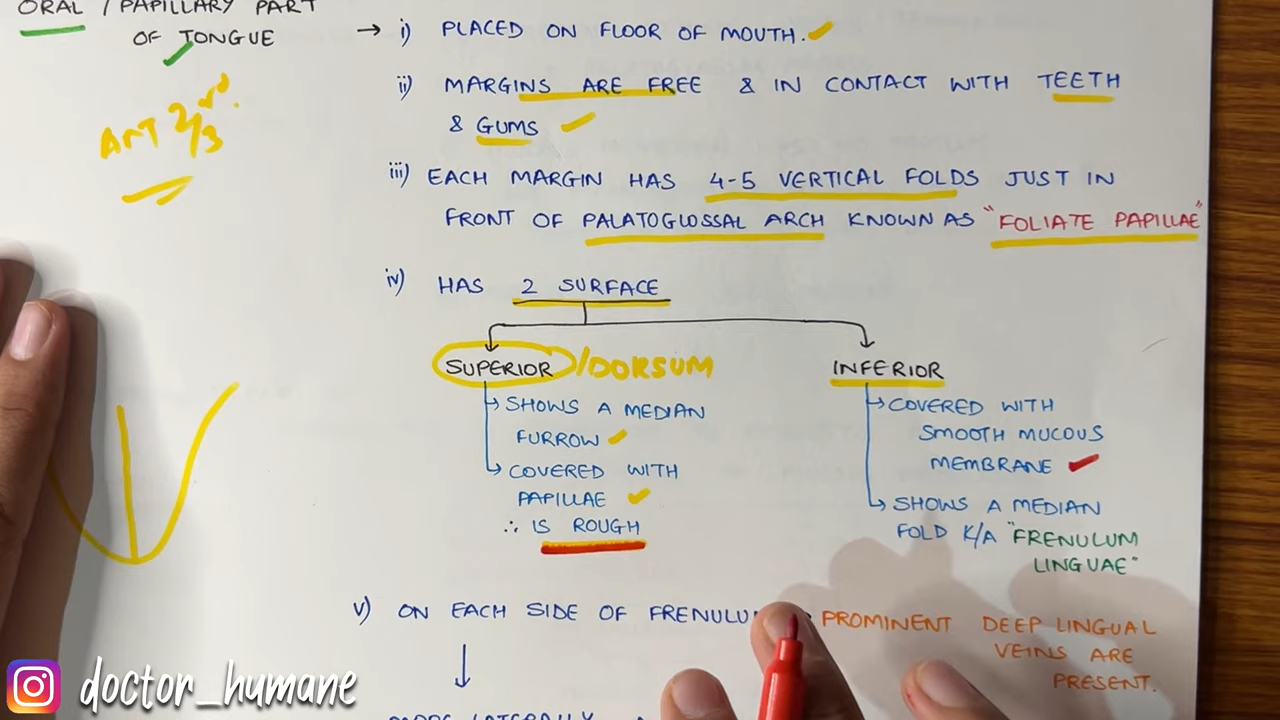 ORAL / PAPILLARY PART
OF TONGUE
ANT 2/3rd.
→ i) PLACED ON FLOOR OF MOUTH.
ii) MARGINS ARE FREE & IN CONTACT WITH TEETH
& GUMS
iii) EACH MARGIN HAS 4-5 VERTICAL FOLDS JUST IN
FRONT OF PALATOGLOSSAL ARCH KNOWN AS "FOLIATE PAPILLAE"
iv) HAS 2 SURFACE
SUPERIOR /DORSUM
SHOWS A MEDIAN
FURROW
COVERED WITH
PAPILLAE
∴ IS ROUGH
INFERIOR
COVERED WITH
SMOOTH MUCOUS
MEMBRANE
SHOWS A MEDIAN
FOLD K/A "FRENULUM
LINGUAE"
v) ON EACH SIDE OF FRENULU PROMINENT DEEP LINGUAL
VEINS ARE
PRESENT.
MORE LATERALLY
doctor_humane